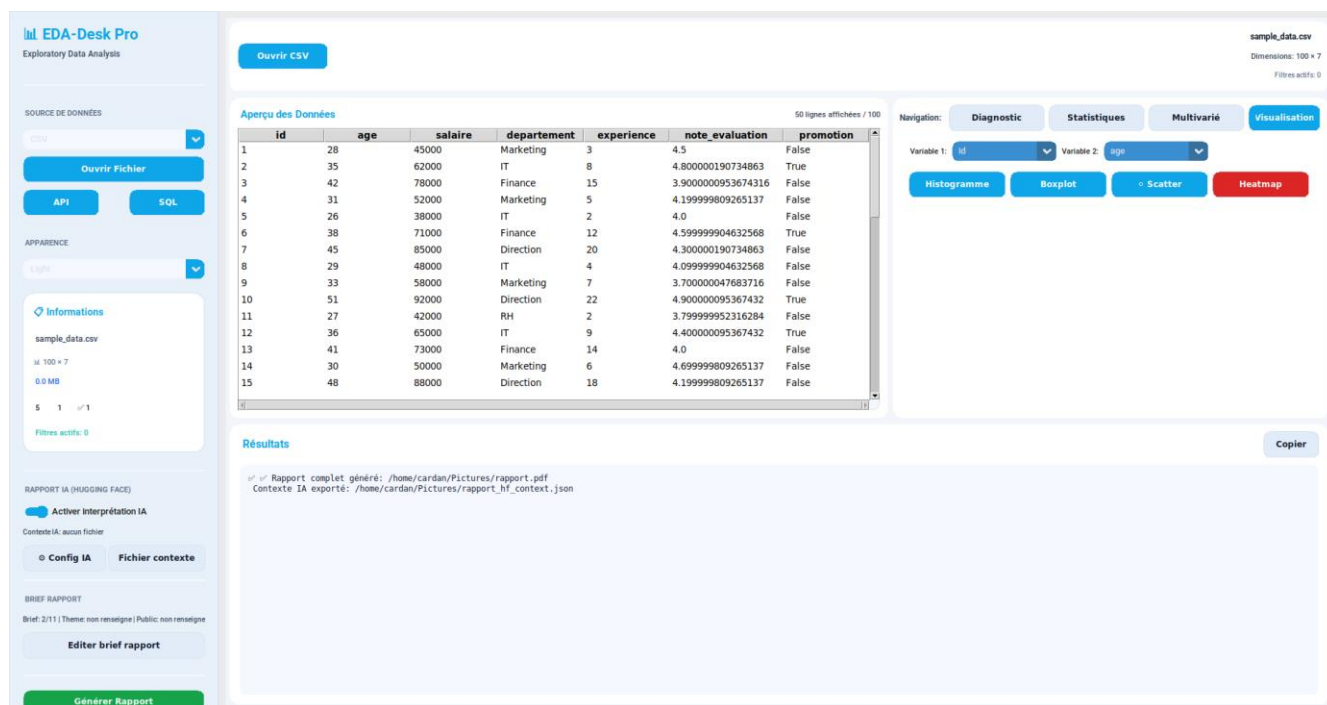 EDA-Desk Pro
Exploratory Data Analysis
SOURCE DE DONNÉES
CSV
Ouvrir Fichier
API SQL
APPARENCE
Light
Informations
sample_data.csv
100 × 7
0.0 MB
5 1 ✅ 1
Filtres actifs: 0
RAPPORT IA (HUGGING FACE)
Activer Interprétation IA
Contexte IA: aucun fichier
⚙ Config IA Fichier contexte
BRIEF RAPPORT
Brief: 2/11 | Theme: non renseigne | Public: non renseigne
Editer brief rapport
Générer Rapport
Ouvrir CSV
sample_data.csv
Dimensions: 100 × 7
Filtres actifs: 0
Aperçu des Données 50 lignes affichées / 100
id age salaire departement experience note_evaluation promotion
1 28 45000 Marketing 3 4.5 False
2 35 62000 IT 8 4.800000190734863 True
3 42 78000 Finance 15 3.9000000953674316 False
4 31 52000 Marketing 5 4.199999809265137 False
5 26 38000 IT 2 4.0 False
6 38 71000 Finance 12 4.599999904632568 True
7 45 85000 Direction 20 4.300000190734863 False
8 29 48000 IT 4 4.099999904632568 False
9 33 58000 Marketing 7 3.700000047683716 False
10 51 92000 Direction 22 4.900000095367432 True
11 27 42000 RH 2 3.799999952316284 False
12 36 65000 IT 9 4.400000095367432 True
13 41 73000 Finance 14 4.0 False
14 30 50000 Marketing 6 4.699999809265137 False
15 48 88000 Direction 18 4.199999809265137 False
Navigation: Diagnostic Statistiques Multivarié Visualisation
Variable 1: id Variable 2: age
Histogramme Boxplot Scatter Heatmap
Résultats Copier
✅ ✅ Rapport complet généré: /home/cardan/Pictures/rapport.pdf
Contexte IA exporté: /home/cardan/Pictures/rapport_hf_context.json